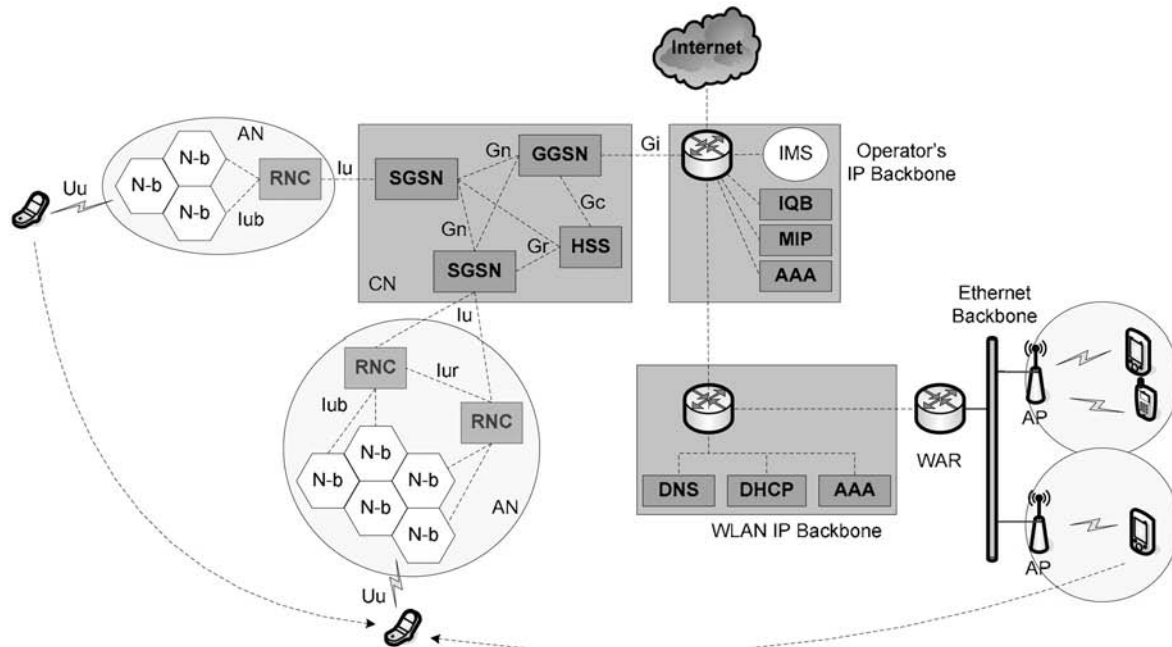 Internet
AN
N-b
N-b
N-b
RNC
Uu
Iub
Iu
SGSN
Gn
GGSN
Gc
Gn
Gr
HSS
SGSN
CN
Gi
IMS
Operator's
IP Backbone
IQB
MIP
AAA
Iu
RNC
Iur
Iub
RNC
N-b
N-b
N-b
N-b
N-b
N-b
AN
Uu
DNS
DHCP
AAA
WLAN IP Backbone
WAR
Ethernet
Backbone
AP
AP